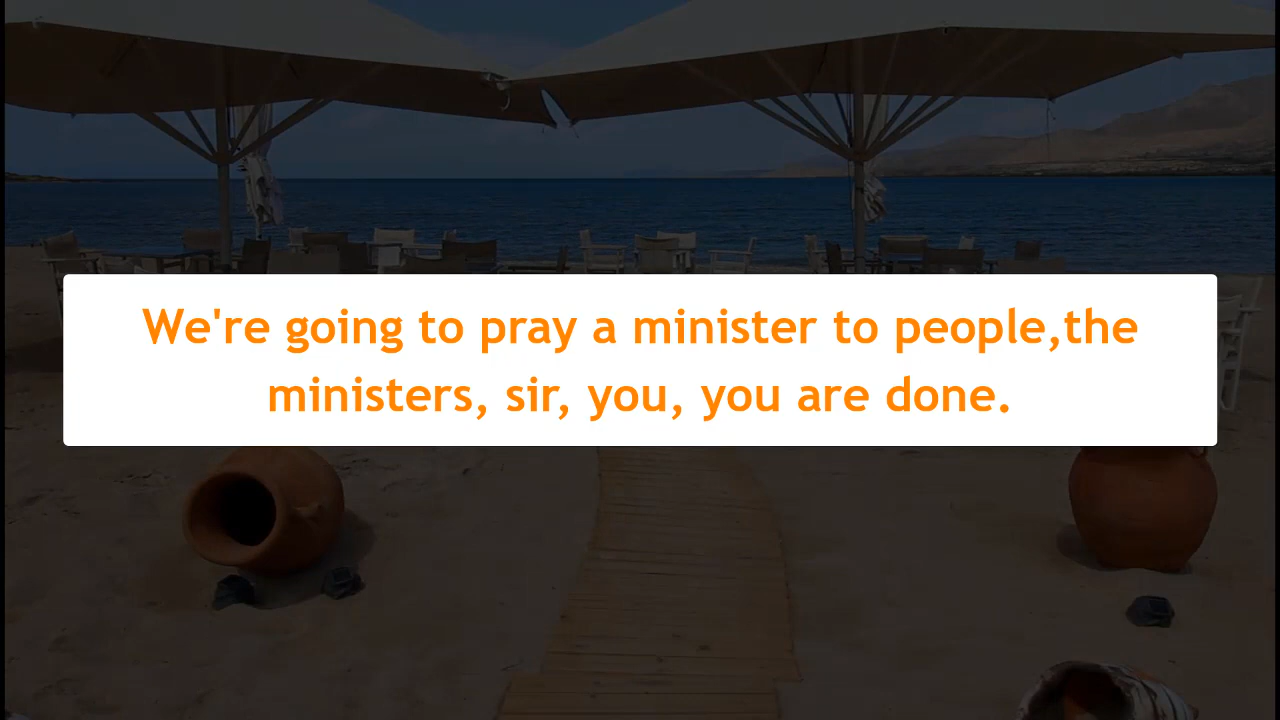 We're going to pray a minister to people,the
ministers, sir, you, you are done.